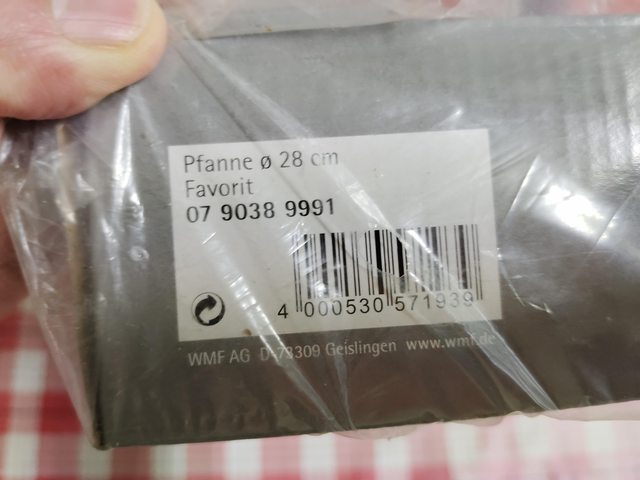 Pfanne ø 28 cm
Favorit
07 9038 9991
4 000530 571939
WMF AG D-73309 Geislingen www.wmf.de